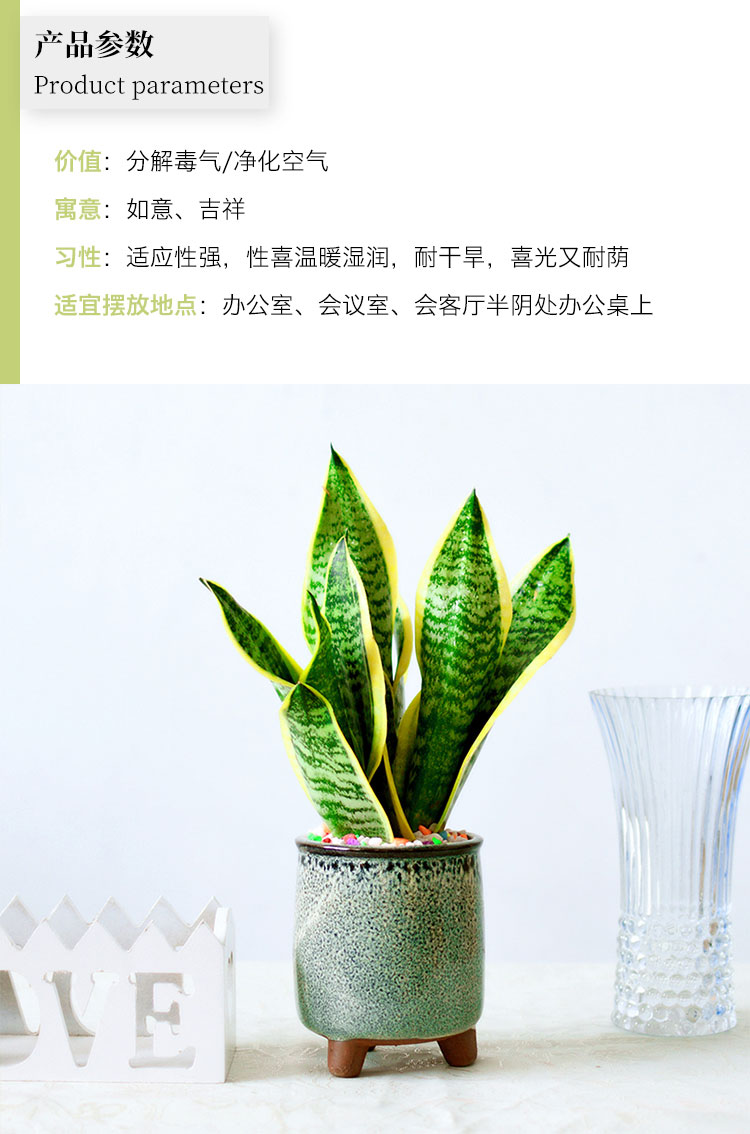 产品参数
Product parameters
价值：分解毒气/净化空气
寓意：如意、吉祥
习性：适应性强，性喜温暖湿润，耐干旱，喜光又耐荫
适宜摆放地点：办公室、会议室、会客厅半阴处办公桌上
OVE